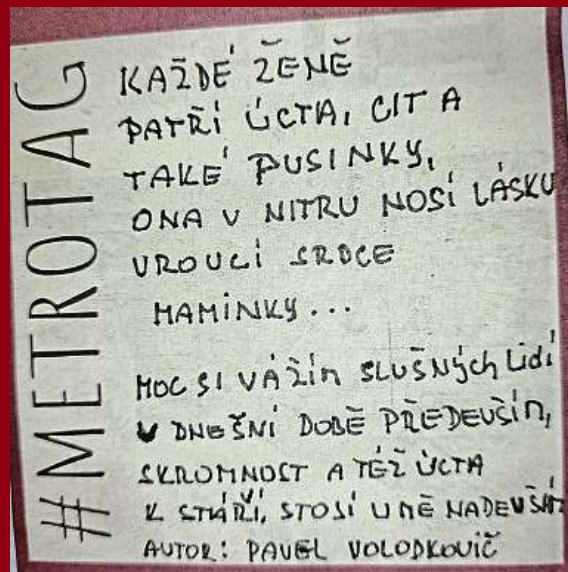 #METROTAG
KAŽDÉ ŽENĚ
PATŘÍ ÚCTA, CIT A
TAKÉ PUSINKY,
ONA V NITRU NOSÍ LÁSKU
VROUCÍ SRDCE
MAMINKY...
MOC SI VÁŽÍM SLUŠNÝCH LIDÍ
V DNEŠNÍ DOBĚ PŘEDEVŠÍM,
SKROMNOST A TÉŽ ÚCTA
K STÁŘÍ, STOJÍ U MĚ
AUTOR: PAVEL VOLODKOVIČ